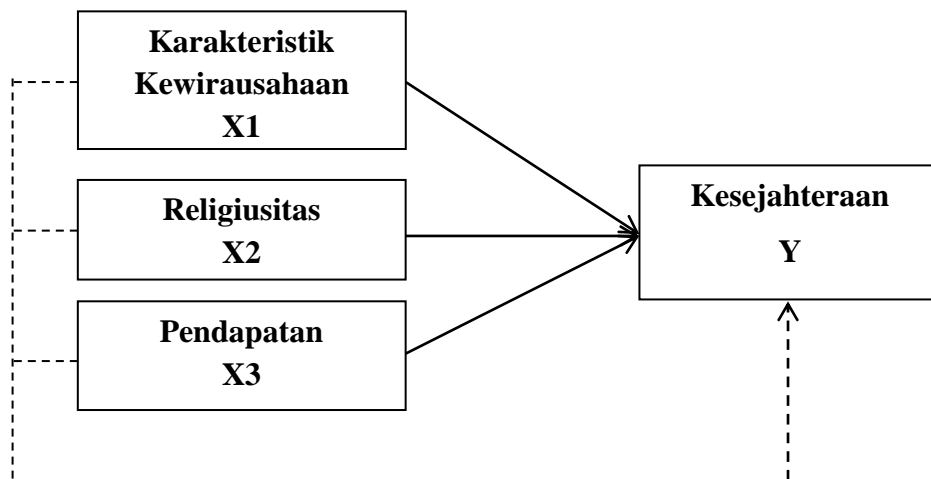 Karakteristik
Kewirausahaan
X1
Religiusitas
X2
Pendapatan
X3
Kesejahteraan
Y